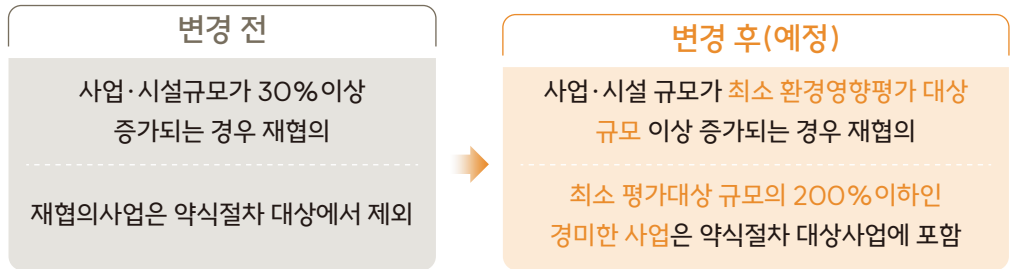 변경 전
사업·시설규모가 30%이상
증가되는 경우 재협의
재협의사업은 약식절차 대상에서 제외
변경 후(예정)
사업·시설 규모가 최소 환경영향평가 대상
규모 이상 증가되는 경우 재협의
최소 평가대상 규모의 200%이하인
경미한 사업은 약식절차 대상사업에 포함